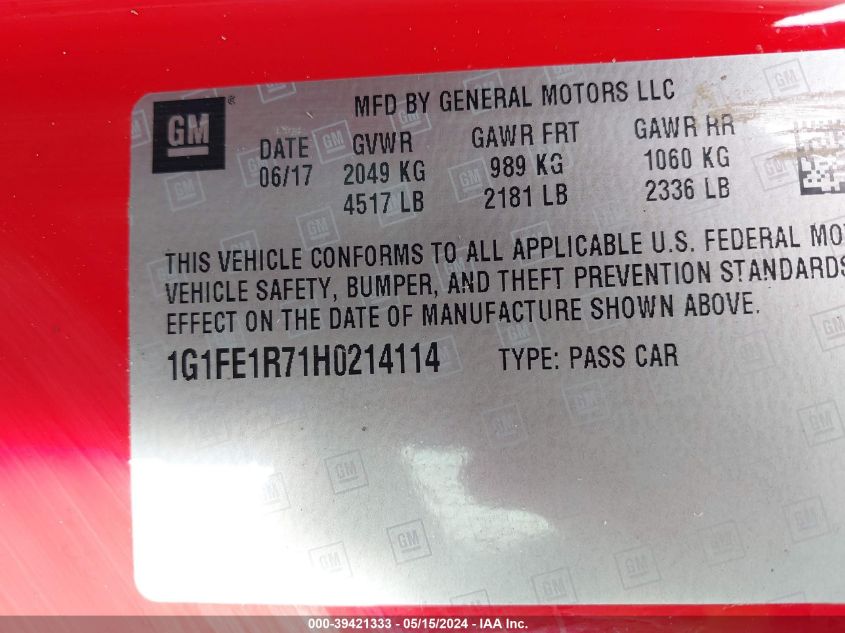 GM ® MFD BY GENERAL MOTORS LLC
DATE GVWR GAWR FRT GAWR RR
06/17 2049 KG 989 KG 1060 KG
4517 LB 2181 LB 2336 LB
THIS VEHICLE CONFORMS TO ALL APPLICABLE U.S. FEDERAL MOT
VEHICLE SAFETY, BUMPER, AND THEFT PREVENTION STANDARDS
EFFECT ON THE DATE OF MANUFACTURE SHOWN ABOVE.
1G1FE1R71H0214114 TYPE: PASS CAR
000-39421333 - 05/15/2024 - IAA Inc.